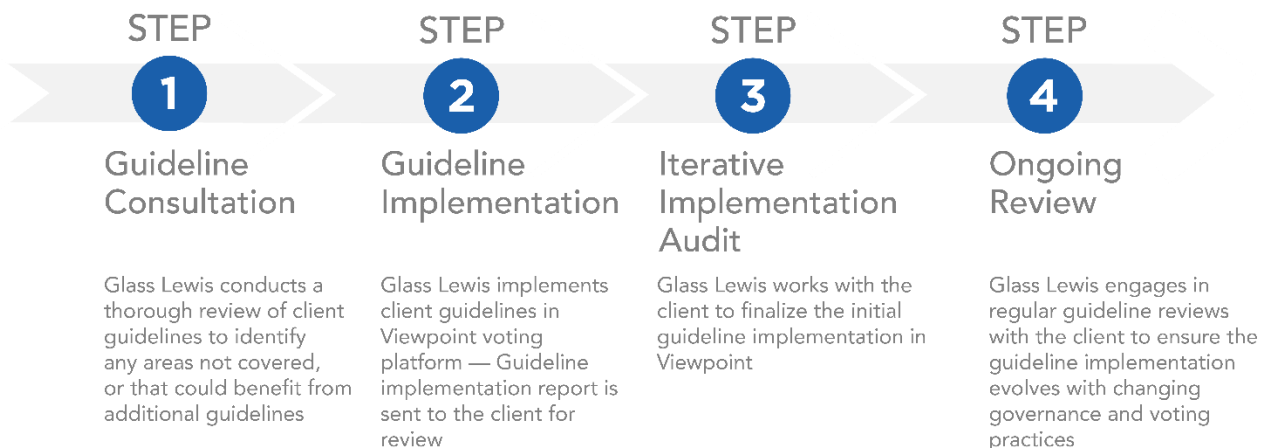 STEP
1
Guideline
Consultation
Glass Lewis conducts a
thorough review of client
guidelines to identify
any areas not covered,
or that could benefit from
additional guidelines
STEP
2
Guideline
Implementation
Glass Lewis implements
client guidelines in
Viewpoint voting
platform — Guideline
implementation report is
sent to the client for
review
STEP
3
Iterative
Implementation
Audit
Glass Lewis works with the
client to finalize the initial
guideline implementation in
Viewpoint
STEP
4
Ongoing
Review
Glass Lewis engages in
regular guideline reviews
with the client to ensure the
guideline implementation
evolves with changing
governance and voting
practices